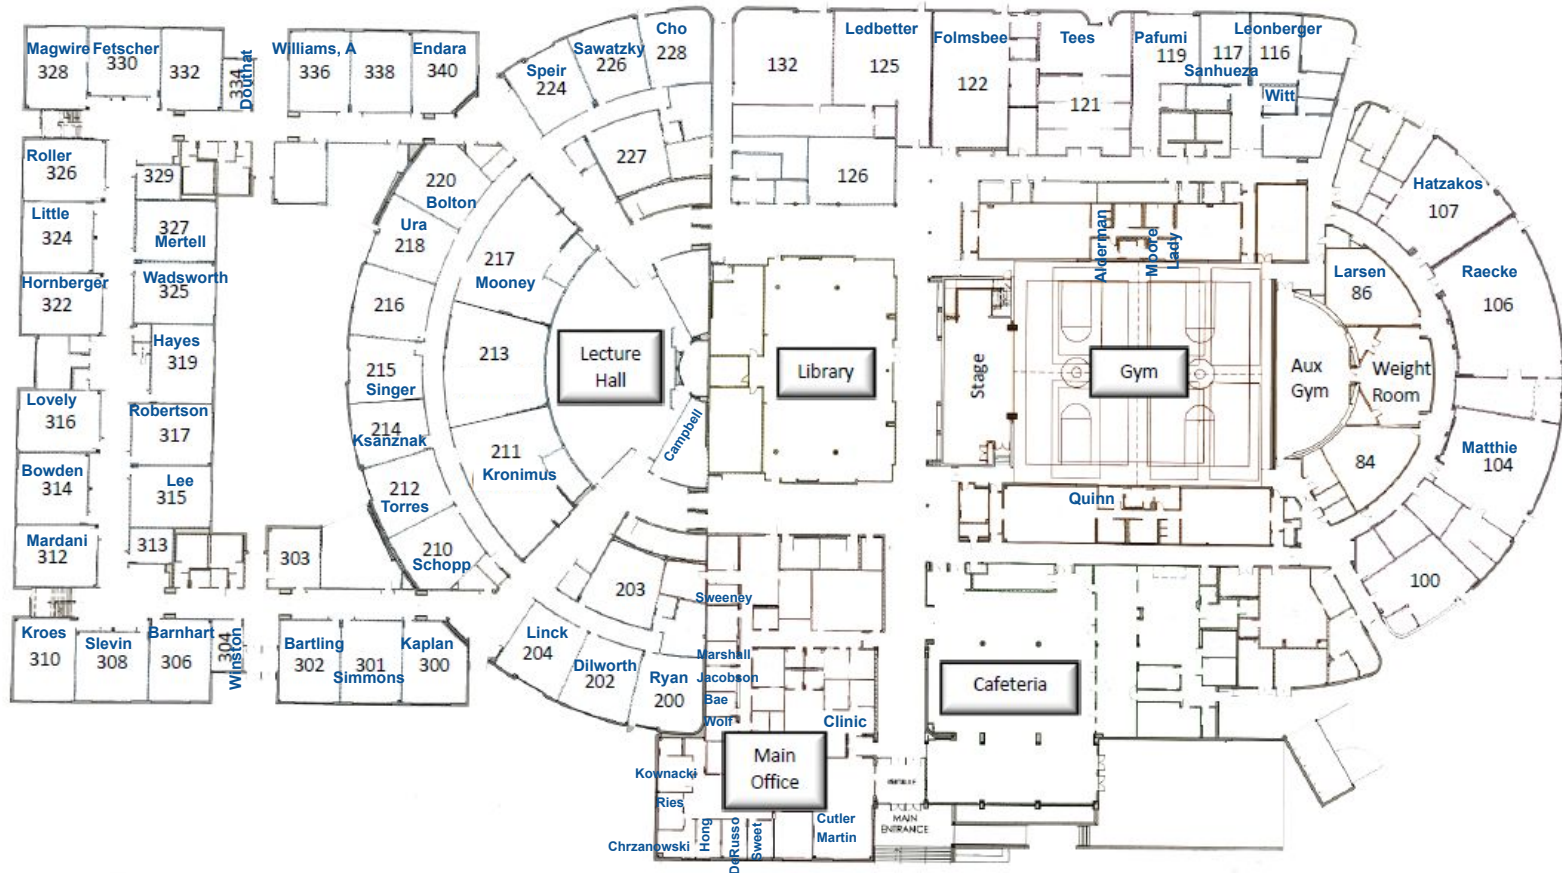 Magwire
328
Fetscher
330
332
334
Douthat
Williams, A
336
338
Endara
340
Speir
224
Sawatzky
226
Cho
228
132
Ledbetter
125
Folmsbee
122
Tees
121
Pafumi
119
117
Sanhueza
Leonberger
116
Witt
Roller
326
329
220
Bolton
227
126
Hatzakos
107
Little
324
327
Mertell
Ura
218
217
Mooney
Alderman
Moore
Lady
Hornberger
322
Wadsworth
325
216
Larsen
86
Raecke
106
Hayes
319
215
Singer
213
Lecture
Hall
Library
Stage
Gym
Aux
Gym
Weight
Room
Lovely
316
Robertson
317
214
Ksanznak
211
Kronimus
Campbell
Matthie
104
84
Bowden
314
Lee
315
212
Torres
Quinn
Mardani
312
313
303
210
Schopp
203
Sweeney
100
Kroes
310
Slevin
308
Barnhart
306
304
Winston
Bartling
302
301
Simmons
Kaplan
300
Linck
204
Dilworth
202
Ryan
200
Marshall
Jacobson
Bae
Wolf
Clinic
Cafeteria
Main
Office
Kownacki
Ries
Chrzanowski
Hong
DeRusso
Sweet
Cutler
Martin
MAIN
ENTRANCE